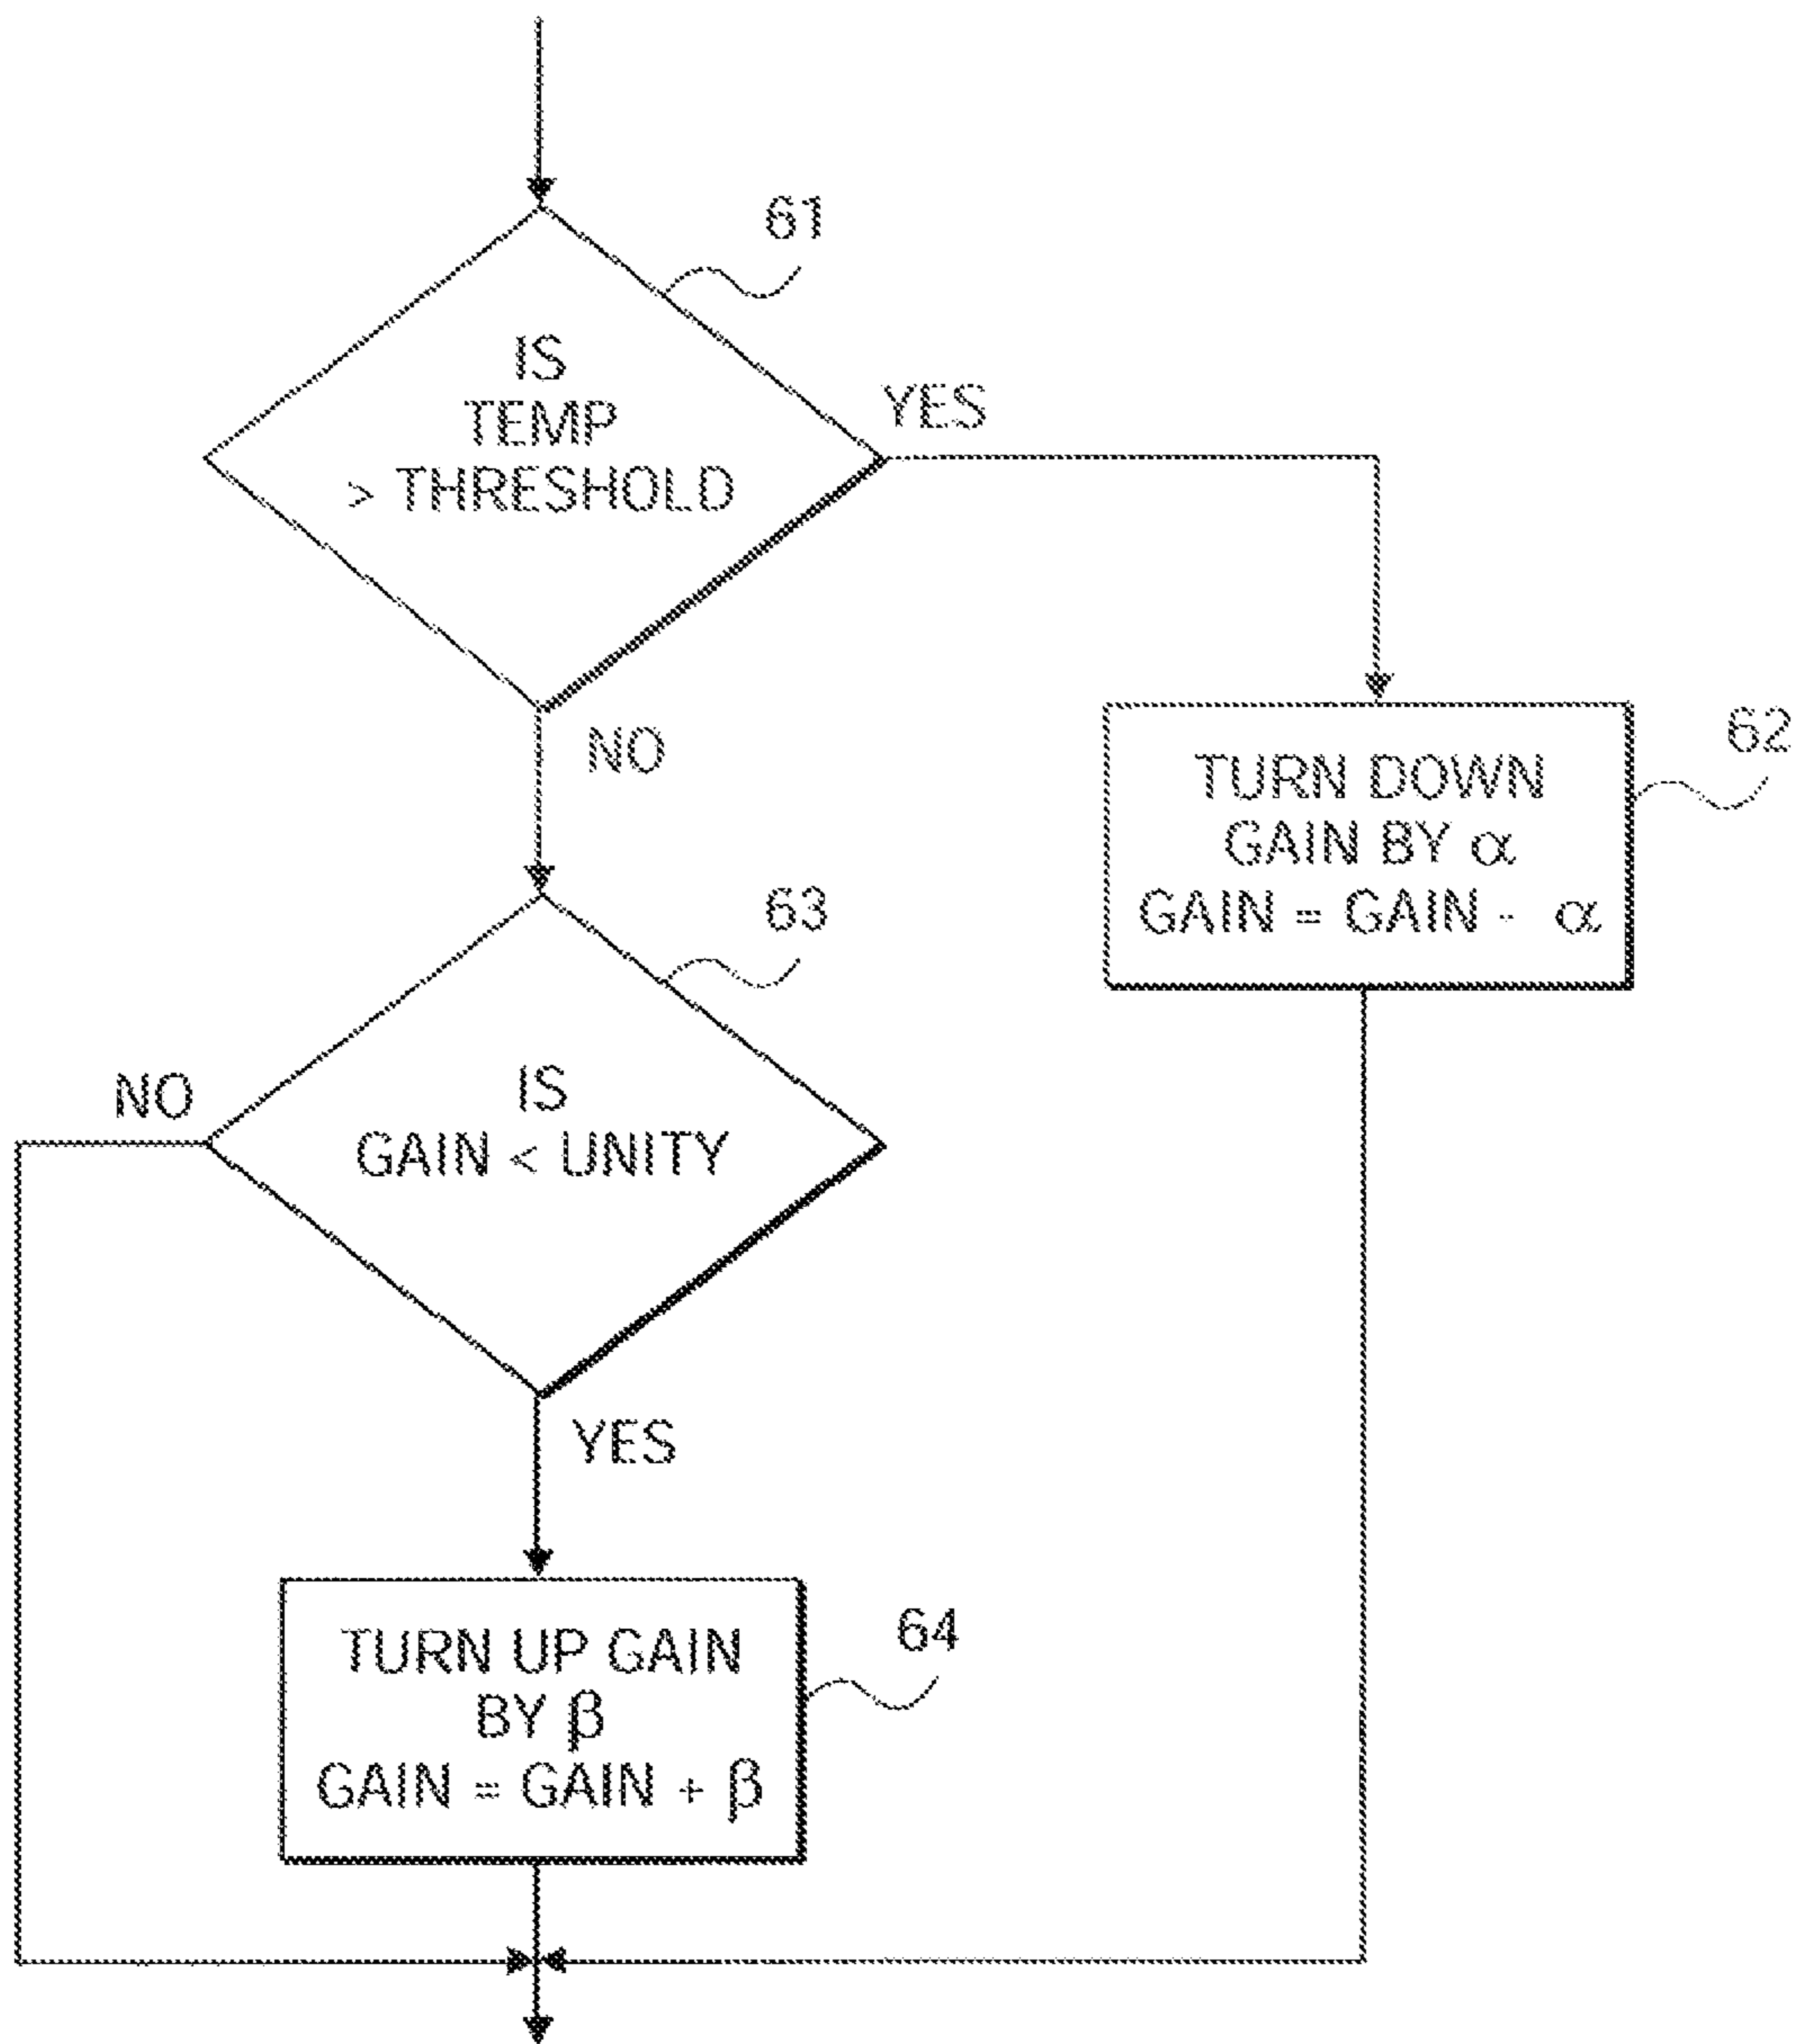 61
IS
TEMP
> THRESHOLD
YES
NO
62
TURN DOWN
GAIN BY α
GAIN = GAIN - α
63
NO
IS
GAIN < UNITY
YES
64
TURN UP GAIN
BY β
GAIN = GAIN + β